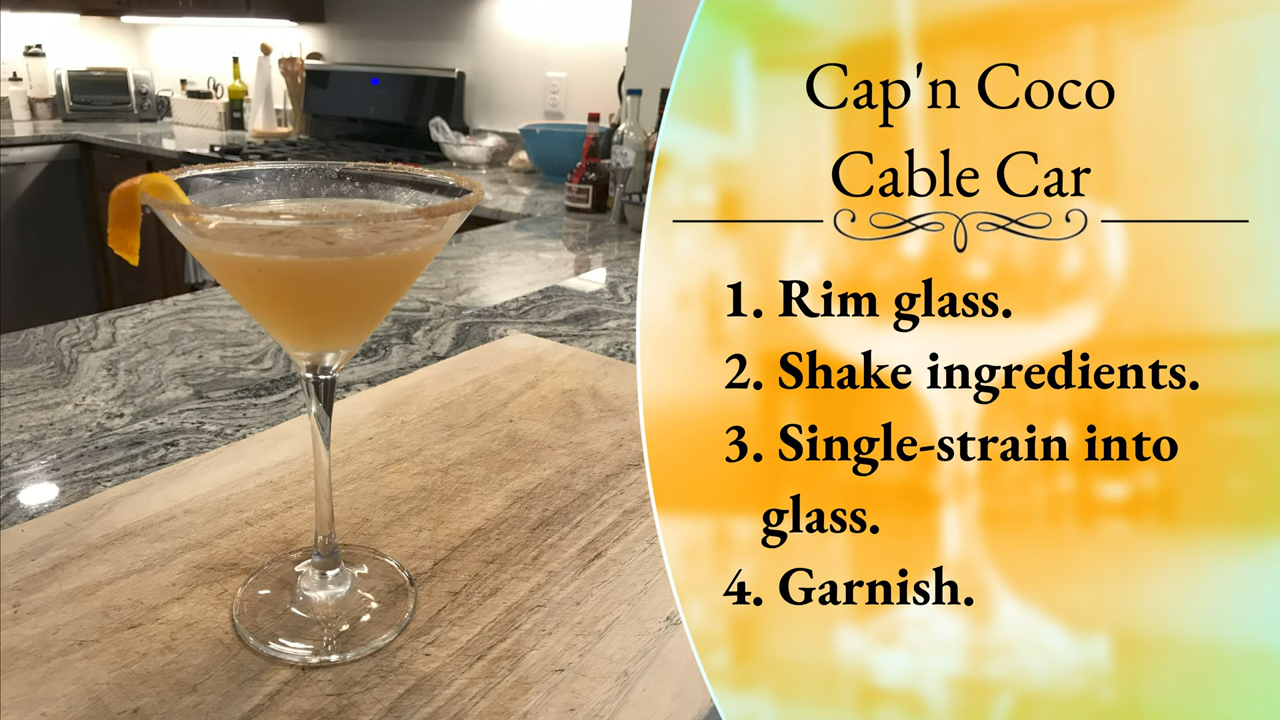 Cap'n Coco
Cable Car
1. Rim glass.
2. Shake ingredients.
3. Single-strain into
glass.
4. Garnish.